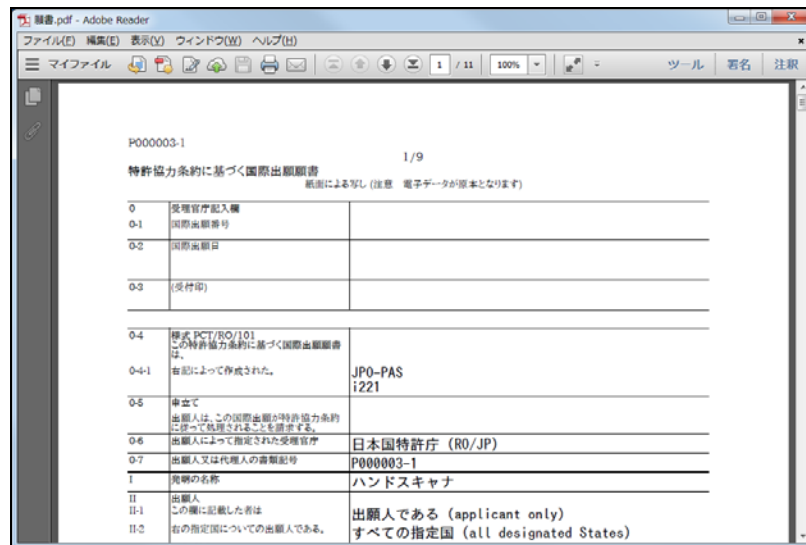 願書.pdf - Adobe Reader
ファイル(F) 編集(E) 表示(V) ウィンドウ(W) ヘルプ(H)
マイファイル 1 / 11 100% ツール 署名 注釈
P000003-1
1/9
特許協力条約に基づく国際出願願書
紙面による写し(注意 電子データが原本となります)
0 受理官庁記入欄
0-1 国際出願番号
0-2 国際出願日
0-3 (受付印)
0-4 様式 PCT/RO/101
この特許協力条約に基づく国際出願願書
は、
0-4-1 右記によって作成された。 JPO-PAS
i221
0-5 申立て
出願人は、この国際出願が特許協力条約
に従って処理されることを請求する。
0-6 出願人によって指定された受理官庁 日本国特許庁 (RO/JP)
0-7 出願人又は代理人の書類記号 P000003-1
I 発明の名称 ハンドスキャナ
II 出願人
II-1 この欄に記載した者は 出願人である (applicant only)
II-2 右の指定国についての出願人である。 すべての指定国 (all designated States)